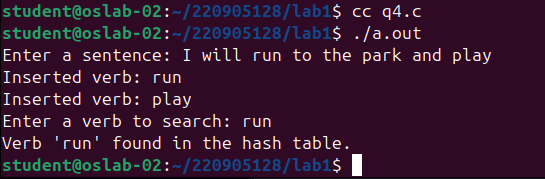 student@oslab-02:~/220905128/lab1$ cc q4.c
student@oslab-02:~/220905128/lab1$ ./a.out
Enter a sentence: I will run to the park and play
Inserted verb: run
Inserted verb: play
Enter a verb to search: run
Verb 'run' found in the hash table.
student@oslab-02:~/220905128/lab1$